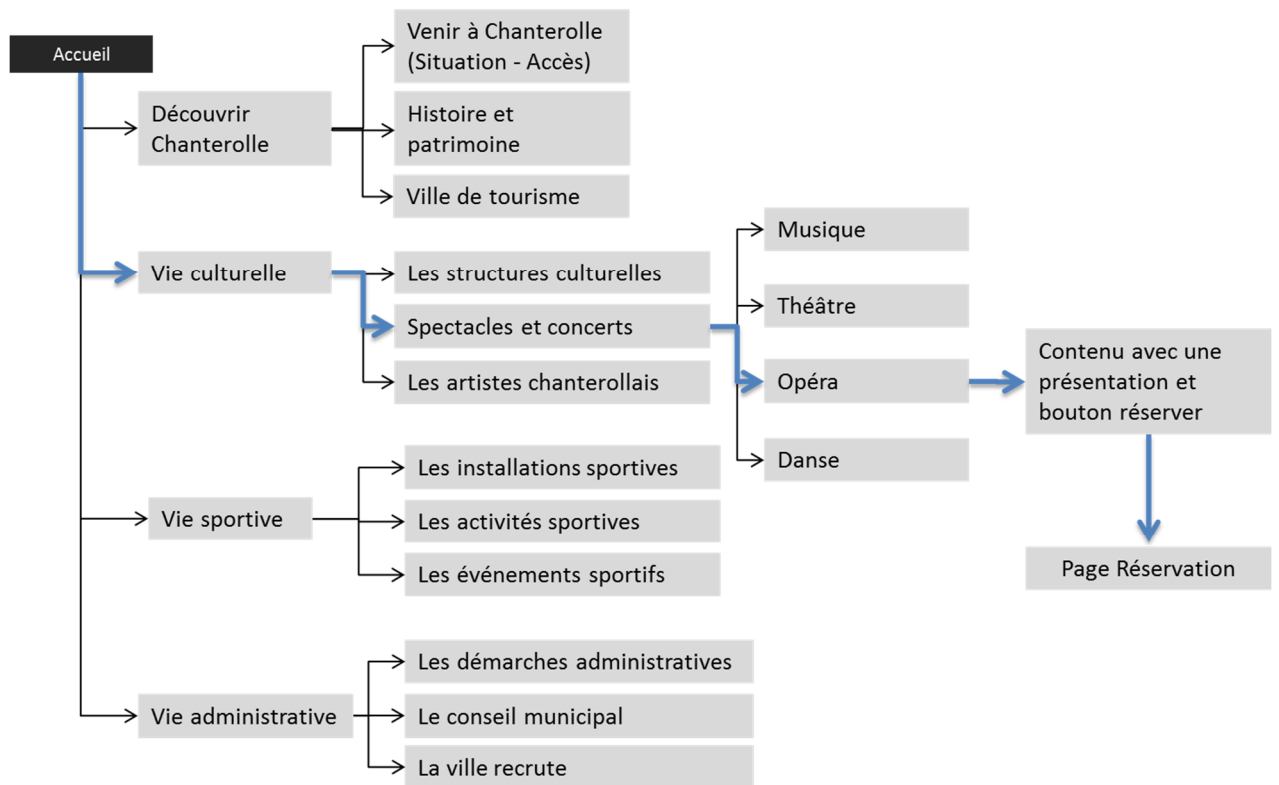 Accueil
Découvrir
Chanterolle
Venir à Chanterolle
(Situation - Accès)
Histoire et
patrimoine
Ville de tourisme
Vie culturelle
Les structures culturelles
Spectacles et concerts
Les artistes chanterollais
Musique
Théâtre
Opéra
Danse
Contenu avec une
présentation et
bouton réserver
Page Réservation
Vie sportive
Les installations sportives
Les activités sportives
Les événements sportifs
Vie administrative
Les démarches administratives
Le conseil municipal
La ville recrute